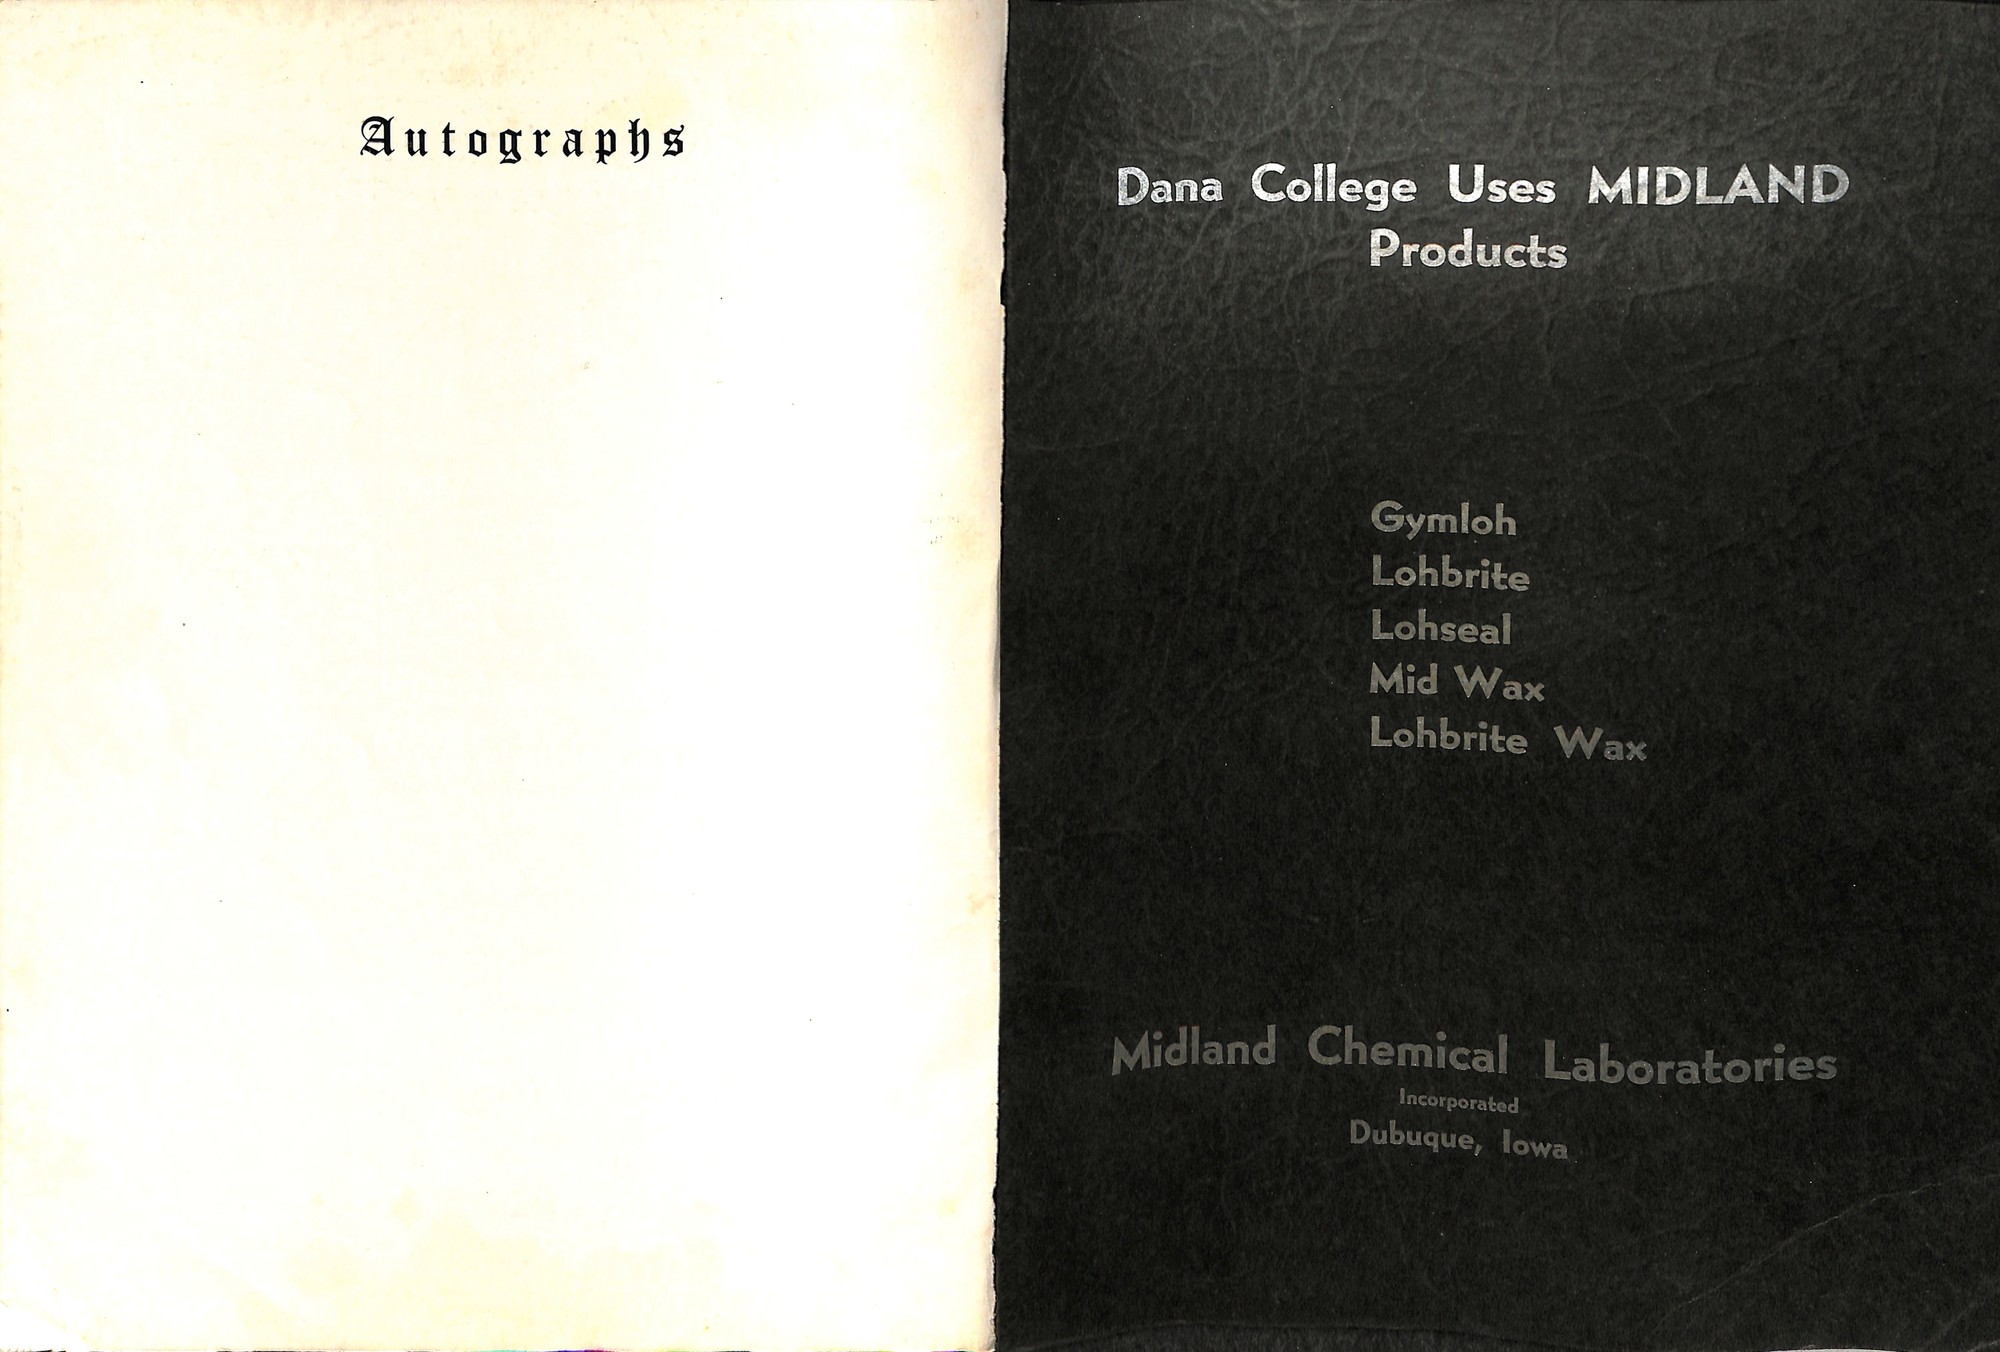 Autographs
Dana College Uses MIDLAND
Products
Gymloh
Lohbrite
Lohseal
Mid Wax
Lohbrite Wax
Midland Chemical Laboratories
Incorporated
Dubuque, Iowa